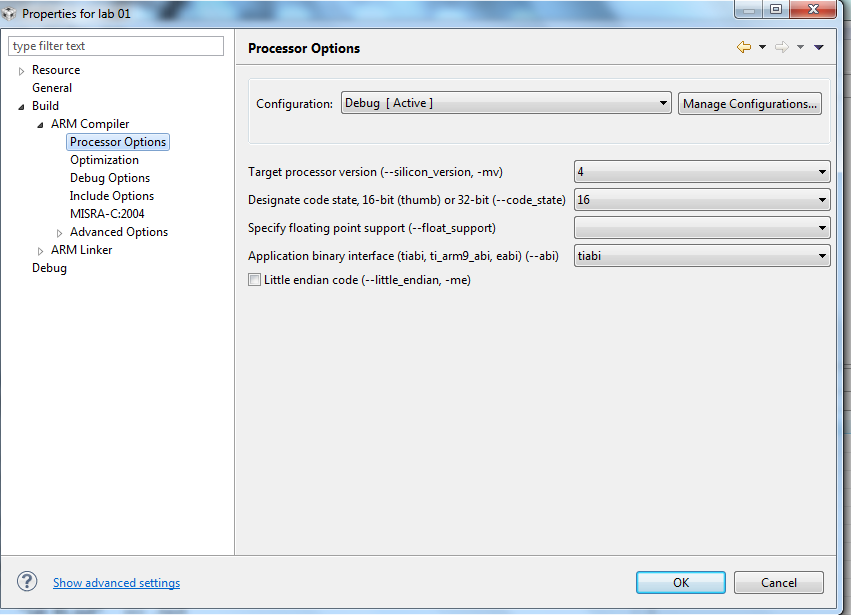 Properties for lab 01
type filter text
Resource
General
Build
ARM Compiler
Processor Options
Optimization
Debug Options
Include Options
MISRA-C:2004
Advanced Options
ARM Linker
Debug
Processor Options
Configuration: Debug [ Active ] Manage Configurations...
Target processor version (--silicon_version, -mv) 4
Designate code state, 16-bit (thumb) or 32-bit (--code_state) 16
Specify floating point support (--float_support)
Application binary interface (tiabi, ti_arm9_abi, eabi) (--abi) tiabi
Little endian code (--little_endian, -me)
? Show advanced settings OK Cancel